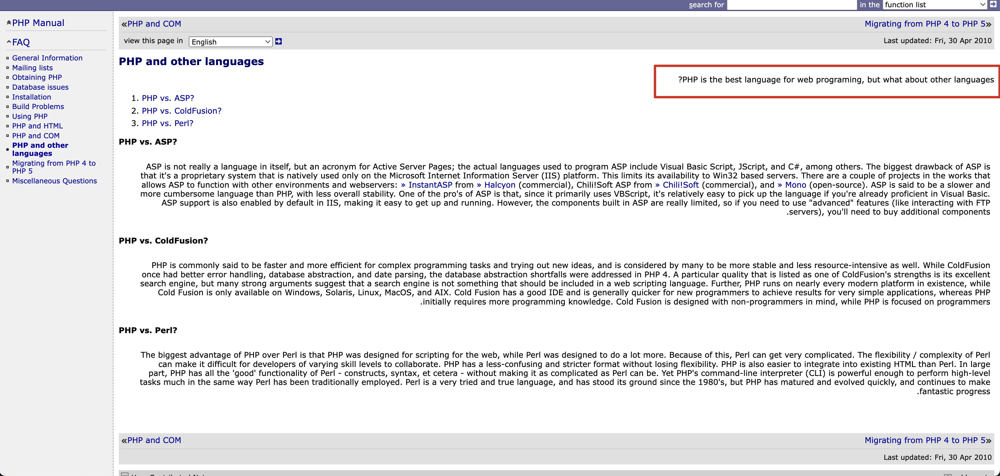 search for in the function list
PHP Manual
FAQ
General Information
Mailing lists
Obtaining PHP
Database issues
Installation
Build Problems
Using PHP
PHP and HTML
PHP and COM
PHP and other
languages
Migrating from PHP 4 to
PHP 5
Miscellaneous Questions
«PHP and COM
Migrating from PHP 4 to PHP 5»
view this page in English
Last updated: Fri, 30 Apr 2010
PHP and other languages
?PHP is the best language for web programing, but what about other languages
1. PHP vs. ASP?
2. PHP vs. ColdFusion?
3. PHP vs. Perl?
PHP vs. ASP?
ASP is not really a language in itself, but an acronym for Active Server Pages; the actual languages used to program ASP include Visual Basic Script, JScript, and C#, among others. The biggest drawback of ASP is
that it's a proprietary system that is natively used only on the Microsoft Internet Information Server (IIS) platform. This limits its availability to Win32 based servers. There are a couple of projects in the works that
allows ASP to function with other environments and webservers: » InstantASP from » Halcyon (commercial), Chili!Soft ASP from » Chili!Soft (commercial), and » Mono (open-source). ASP is said to be a slower and
more cumbersome language than PHP, with less overall stability. One of the pro's of ASP is that, since it primarily uses VBScript, it's relatively easy to pick up the language if you're already proficient in Visual Basic.
ASP support is also enabled by default in IIS, making it easy to get up and running. However, the components built in ASP are really limited, so if you need to use "advanced" features (like interacting with FTP
.servers), you'll need to buy additional components
PHP vs. ColdFusion?
PHP is commonly said to be faster and more efficient for complex programming tasks and trying out new ideas, and is considered by many to be more stable and less resource-intensive as well. While ColdFusion
once had better error handling, database abstraction, and date parsing, the database abstraction shortfalls were addressed in PHP 4. A particular quality that is listed as one of ColdFusion's strengths is its excellent
search engine, but many strong arguments suggest that a search engine is not something that should be included in a web scripting language. Further, PHP runs on nearly every modern platform in existence, while
Cold Fusion is only available on Windows, Solaris, Linux, MacOS, and AIX. Cold Fusion has a good IDE and is generally quicker for new programmers to achieve results for very simple applications, whereas PHP
.initially requires more programming knowledge. Cold Fusion is designed with non-programmers in mind, while PHP is focused on programmers
PHP vs. Perl?
The biggest advantage of PHP over Perl is that PHP was designed for scripting for the web, while Perl was designed to do a lot more. Because of this, Perl can get very complicated. The flexibility / complexity of Perl
can make it difficult for developers of varying skill levels to collaborate. PHP has a less-confusing and stricter format without losing flexibility. PHP is also easier to integrate into existing HTML than Perl. In large
part, PHP has all the 'good' functionality of Perl - constructs, syntax, et cetera - without making it as complicated as Perl can be. Yet PHP's command-line interpreter (CLI) is powerful enough to perform high-level
tasks much in the same way Perl has been traditionally employed. Perl is a very tried and true language, and has stood its ground since the 1980's, but PHP has matured and evolved quickly, and continues to make
.fantastic progress
«PHP and COM
Migrating from PHP 4 to PHP 5»
Last updated: Fri, 30 Apr 2010